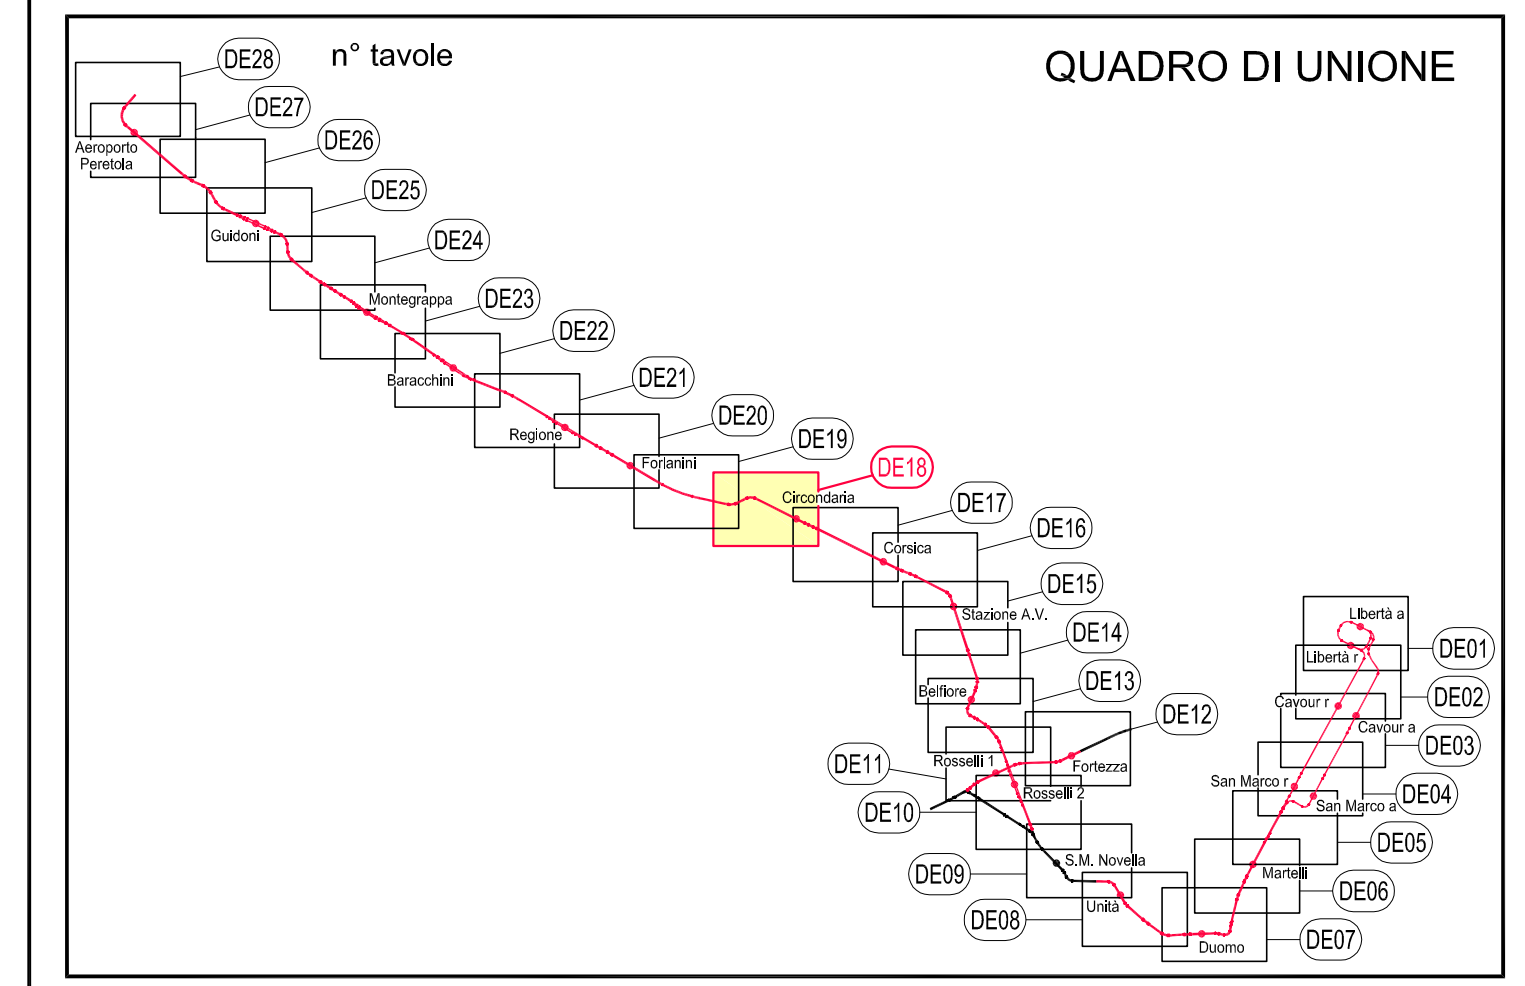 n° tavole
QUADRO DI UNIONE
DE28
DE27
DE26
Aeroporto
Peretola
DE25
Guidoni
DE24
Montegrappa
DE23
DE22
Baracchini
DE21
DE20
Regione
DE19
Forlanini
DE18
Circondaria
DE17
DE16
Corsica
DE15
Stazione A.V.
DE14
DE13
Belfiore
DE12
DE11
Rosselli 1
Fortezza
Rosselli 2
DE10
S.M. Novella
DE09
Unità
DE08
Duomo
DE07
DE06
Martelli
DE05
San Marco r
San Marco a
DE04
DE03
Cavour r
Cavour a
DE02
Libertà r
DE01
LIbertà a